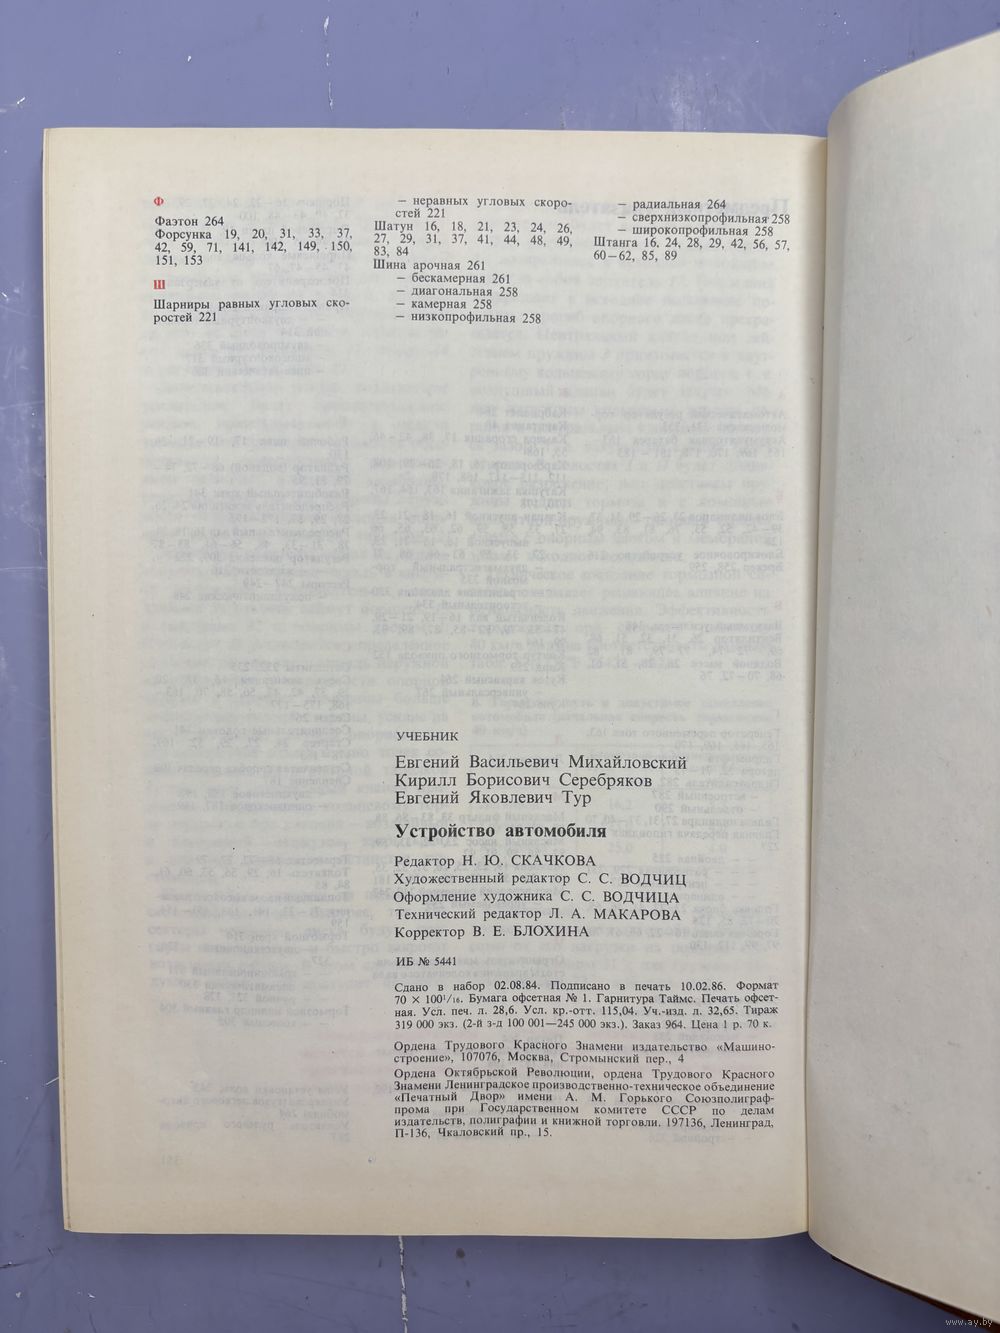 Ф
Фаэтон 264
Форсунка 19, 20, 31, 33, 37,
42, 59, 71, 141, 142, 149, 150,
151, 153
Ш
Шарниры равных угловых ско-
ростей 221
— неравных угловых скоро-
стей 221
Шатун 16, 18, 21, 23, 24, 26,
27, 29, 31, 37, 41, 44, 48, 49,
83, 84
Шина арочная 261
— бескамерная 261
— диагональная 258
— камерная 258
— низкопрофильная 258
— радиальная 264
— сверхнизкопрофильная 258
— широкопрофильная 258
Штанга 16, 24, 28, 29, 42, 56, 57,
60—62, 85, 89
УЧЕБНИК
Евгений Васильевич Михайловский
Кирилл Борисович Серебряков
Евгений Яковлевич Тур
Устройство автомобиля
Редактор Н. Ю. СКАЧКОВА
Художественный редактор С. С. ВОДЧИЦ
Оформление художника С. С. ВОДЧИЦА
Технический редактор Л. А. МАКАРОВА
Корректор В. Е. БЛОХИНА
ИБ № 5441
Сдано в набор 02.08.84. Подписано в печать 10.02.86. Формат
70 × 100¹/₁₆. Бумага офсетная № 1. Гарнитура Таймс. Печать офсет-
ная. Усл. печ. л. 28,6. Усл. кр.-отт. 115,04. Уч.-изд. л. 32,65. Тираж
319 000 экз. (2-й з-д 100 001—245 000 экз.). Заказ 964. Цена 1 р. 70 к.
Ордена Трудового Красного Знамени издательство «Машино-
строение», 107076, Москва, Стромынский пер., 4
Ордена Октябрьской Революции, ордена Трудового Красного
Знамени Ленинградское производственно-техническое объединение
«Печатный Двор» имени А. М. Горького Союзполиграф-
прома при Государственном комитете СССР по делам
издательств, полиграфии и книжной торговли. 197136, Ленинград,
П-136, Чкаловский пр., 15.
www.ay.by